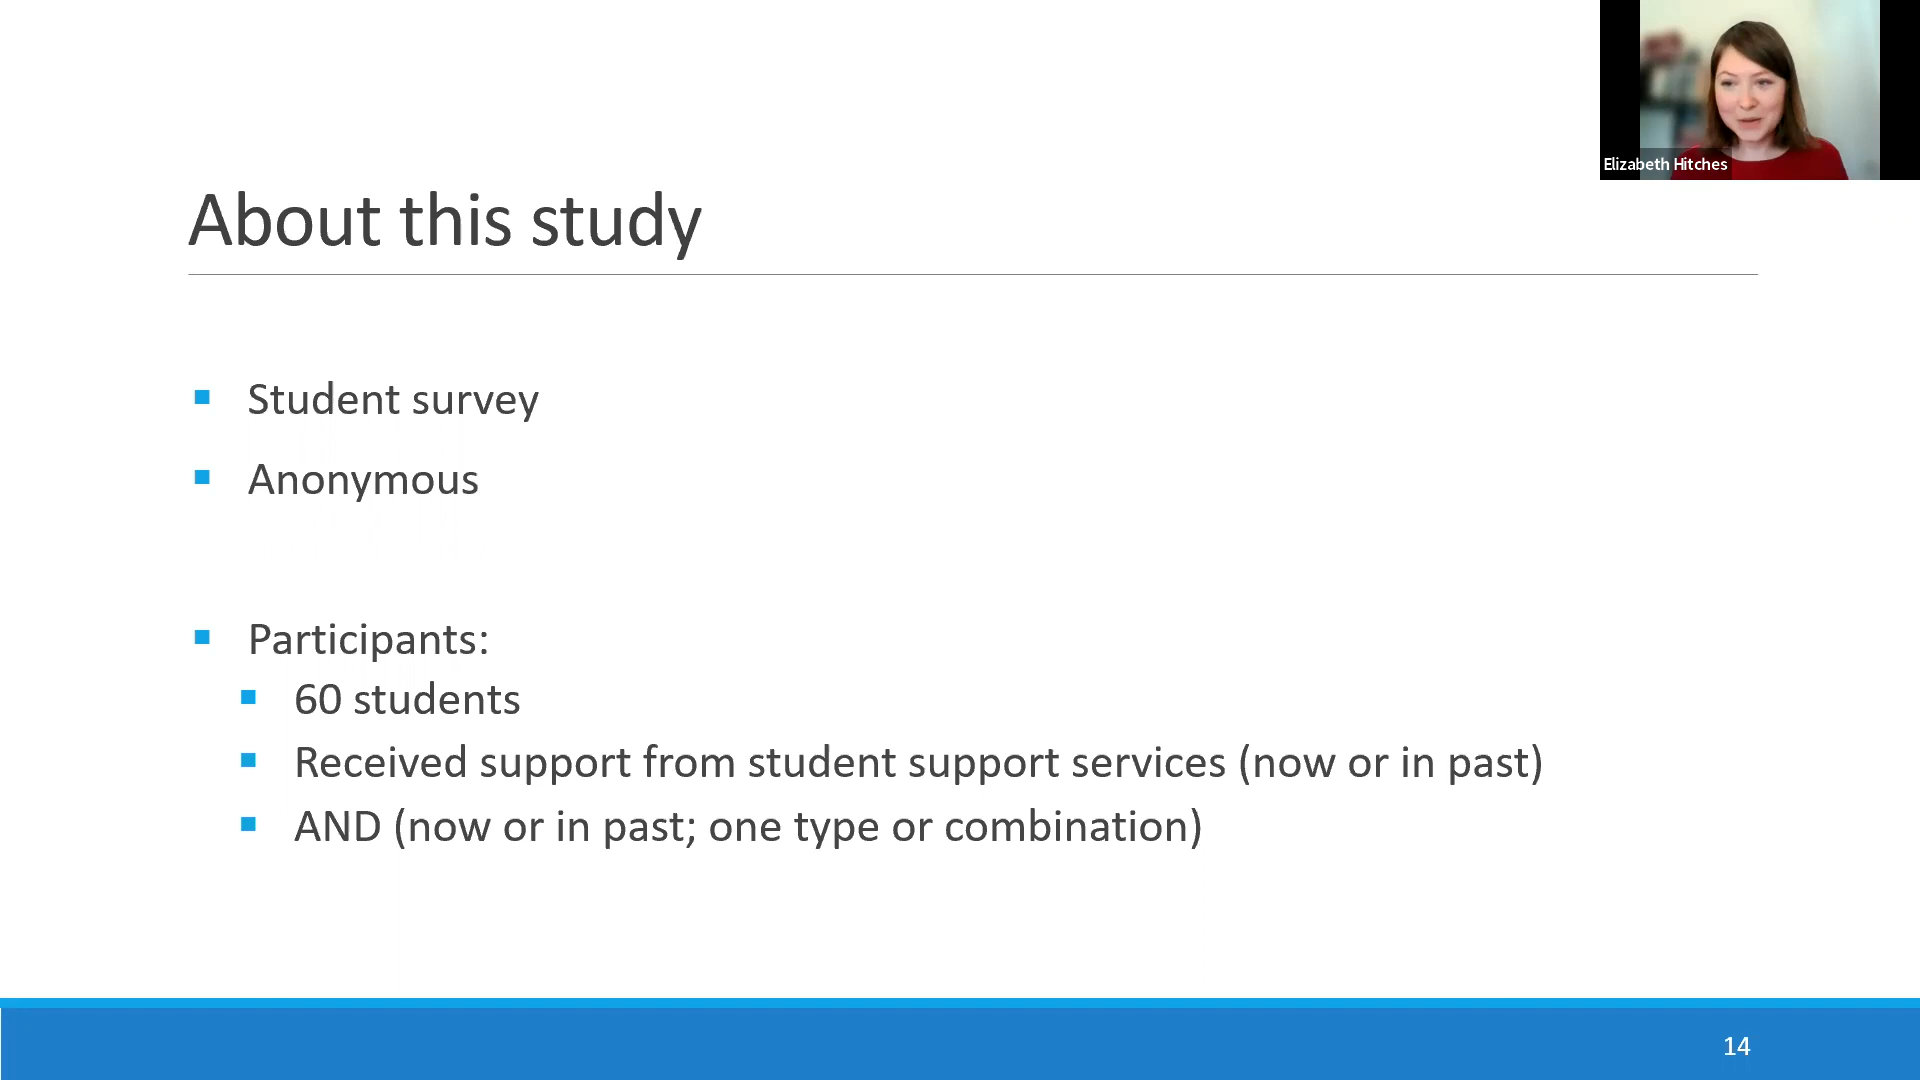 Elizabeth Hitches
About this study
Student survey
Anonymous
Participants:
60 students
Received support from student support services (now or in past)
AND (now or in past; one type or combination)
14